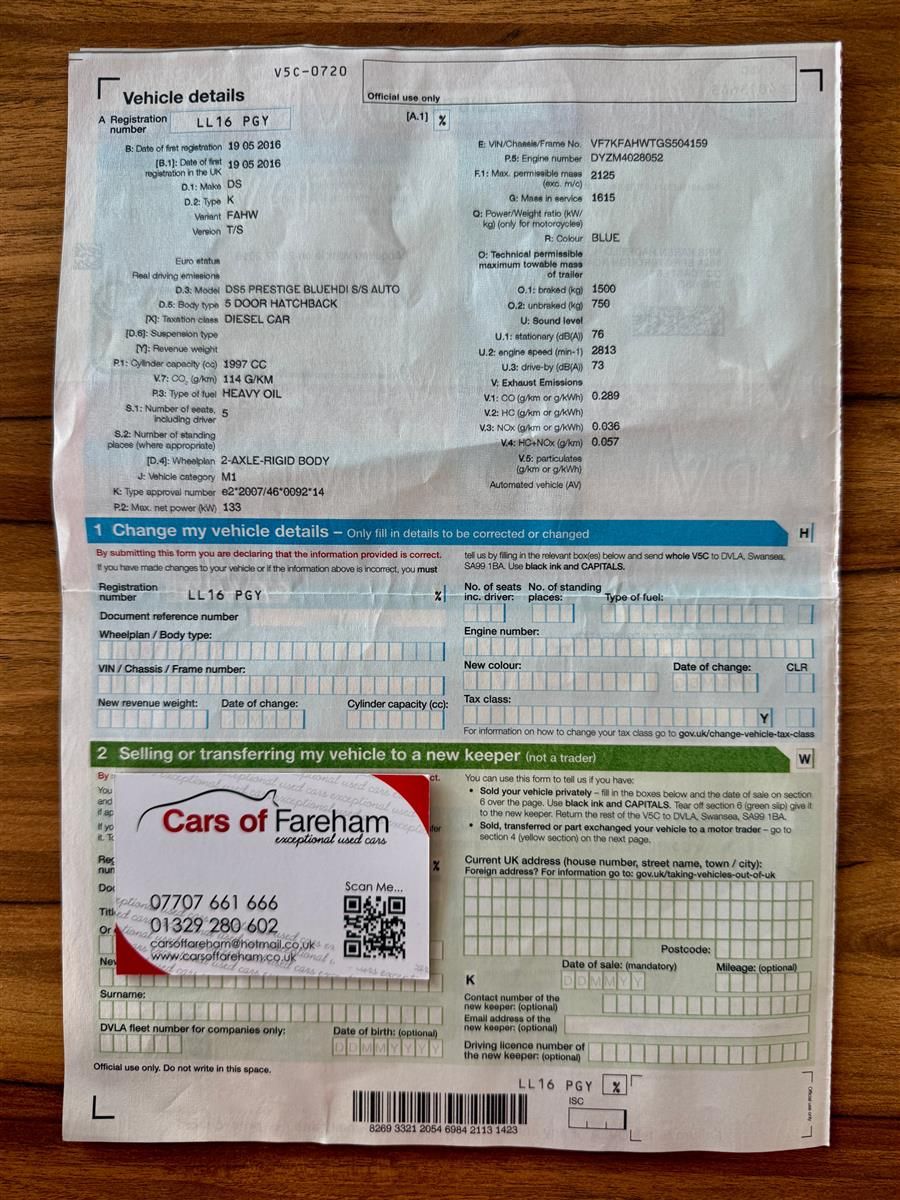 V5C-0720
Vehicle details
Official use only
A Registration number LL16 PGY
[A.1] %
B: Date of first registration 19 05 2016
[B.1]: Date of first registration in the UK 19 05 2016
D.1: Make DS
D.2: Type K
Variant FAHW
Version T/S
Euro status
Real driving emissions
D.3: Model DS5 PRESTIGE BLUEHDI S/S AUTO
D.5: Body type 5 DOOR HATCHBACK
[X]: Taxation class DIESEL CAR
[D.6]: Suspension type
[Y]: Revenue weight
P.1: Cylinder capacity (cc) 1997 CC
V.7: CO₂ (g/km) 114 G/KM
P.3: Type of fuel HEAVY OIL
S.1: Number of seats, including driver 5
S.2: Number of standing places (where appropriate)
[D.4]: Wheelplan 2-AXLE-RIGID BODY
J: Vehicle category M1
K: Type approval number e2*2007/46*0092*14
P.2: Max. net power (kW) 133
E: VIN/Chassis/Frame No. VF7KFAHWTGS504159
P.5: Engine number DYZM4028052
F.1: Max. permissible mass (exc. m/c) 2125
G: Mass in service 1615
Q: Power/Weight ratio (kW/kg) (only for motorcycles)
R: Colour BLUE
O: Technical permissible maximum towable mass of trailer
O.1: braked (kg) 1500
O.2: unbraked (kg) 750
U: Sound level
U.1: stationary (dB(A)) 76
U.2: engine speed (min-1) 2813
U.3: drive-by (dB(A)) 73
V: Exhaust Emissions
V.1: CO (g/km or g/kWh) 0.289
V.2: HC (g/km or g/kWh)
V.3: NOx (g/km or g/kWh) 0.036
V.4: HC+NOx (g/km) 0.057
V.5: particulates (g/km or g/kWh)
Automated vehicle (AV)
1 Change my vehicle details – Only fill in details to be corrected or changed
H
By submitting this form you are declaring that the information provided is correct.
If you have made changes to your vehicle or if the information above is incorrect, you must
tell us by filling in the relevant box(es) below and send whole V5C to DVLA, Swansea,
SA99 1BA. Use black ink and CAPITALS.
Registration number LL16 PGY %
Document reference number
Wheelplan / Body type:
VIN / Chassis / Frame number:
New revenue weight: Date of change: Cylinder capacity (cc):
No. of seats inc. driver: No. of standing places: Type of fuel:
Engine number:
New colour: Date of change: CLR
Tax class:
Y
For information on how to change your tax class go to gov.uk/change-vehicle-tax-class
2 Selling or transferring my vehicle to a new keeper (not a trader)
W
By
ct.
You
and
if ap
If yo
it. T
Reg
num
%
Doc
Title
Or
New
Cars of Fareham
exceptional used cars
07707 661 666
01329 280 602
carsoffareham@hotmail.co.uk
www.carsoffareham.co.uk
Scan Me...
Surname:
DVLA fleet number for companies only: Date of birth: (optional)
D D M M Y Y Y Y
You can use this form to tell us if you have:
• Sold your vehicle privately – fill in the boxes below and the date of sale on section
6 over the page. Use black ink and CAPITALS. Tear off section 6 (green slip) give it
to the new keeper. Return the rest of the V5C to DVLA, Swansea, SA99 1BA.
• Sold, transferred or part exchanged your vehicle to a motor trader – go to
section 4 (yellow section) on the next page.
Current UK address (house number, street name, town / city):
Foreign address? For information go to: gov.uk/taking-vehicles-out-of-uk
Postcode:
Date of sale: (mandatory) Mileage: (optional)
K
D D M M Y Y
Contact number of the new keeper: (optional)
Email address of the new keeper: (optional)
Driving licence number of the new keeper: (optional)
Official use only. Do not write in this space.
LL16 PGY %
ISC
8269 3321 2054 6984 2113 1423
Official use only